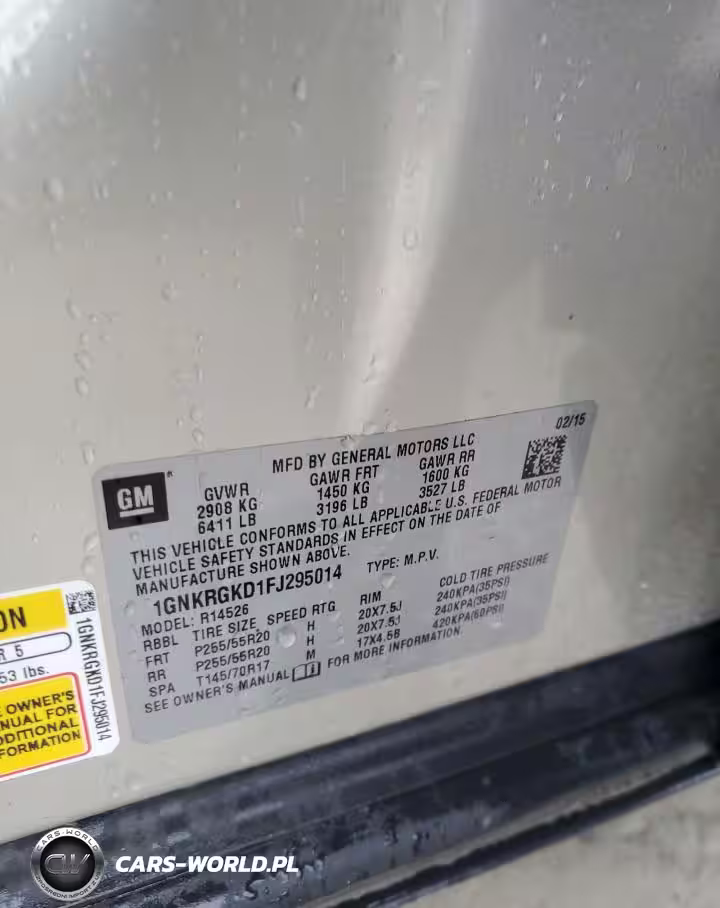 02/15
MFD BY GENERAL MOTORS LLC
GM ®
GVWR GAWR FRT GAWR RR
2908 KG 1450 KG 1600 KG
6411 LB 3196 LB 3527 LB
THIS VEHICLE CONFORMS TO ALL APPLICABLE U.S. FEDERAL MOTOR
VEHICLE SAFETY STANDARDS IN EFFECT ON THE DATE OF
MANUFACTURE SHOWN ABOVE.
1GNKRGKD1FJ295014 TYPE: M.P.V.
MODEL: R14526
RBBL TIRE SIZE SPEED RTG RIM COLD TIRE PRESSURE
FRT P255/55R20 H 20X7.5J 240KPA(35PSI)
RR P255/55R20 H 20X7.5J 240KPA(35PSI)
SPA T145/70R17 M 17X4.5B 420KPA(60PSI)
SEE OWNER'S MANUAL FOR MORE INFORMATION
ON
R 5
53 lbs.
E OWNER'S
NUAL FOR
DDITIONAL
FORMATION
1GNKRGKD1FJ295014
CARS-WORLD
CW
CARS-WORLD.PL